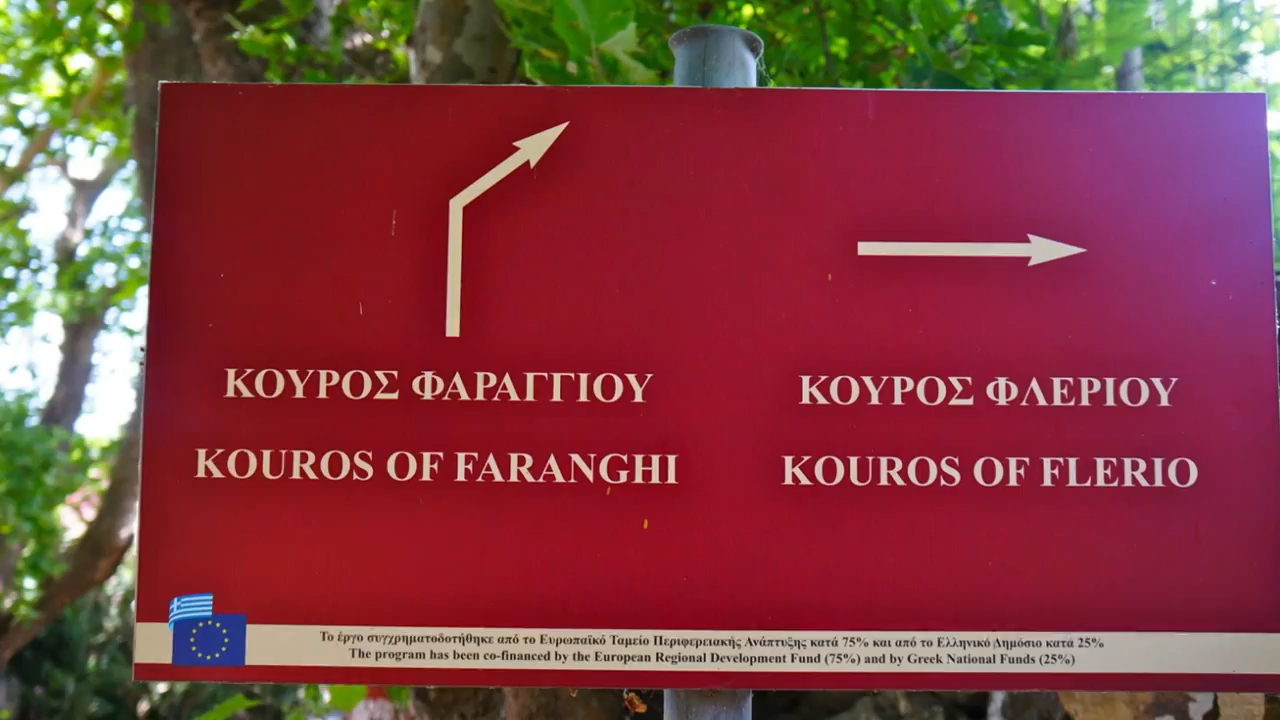 ΚΟΥΡΟΣ ΦΑΡΑΓΓΙΟΥ
KOUROS OF FARANGHI
ΚΟΥΡΟΣ ΦΛΕΡΙΟΥ
KOUROS OF FLERIO
Το έργο συγχρηματοδοτήθηκε από το Ευρωπαϊκό Ταμείο Περιφερειακής Ανάπτυξης κατά 75% και από το Ελληνικό Δημόσιο κατά 25%
The program has been co-financed by the European Regional Development Fund (75%) and by Greek National Funds (25%)